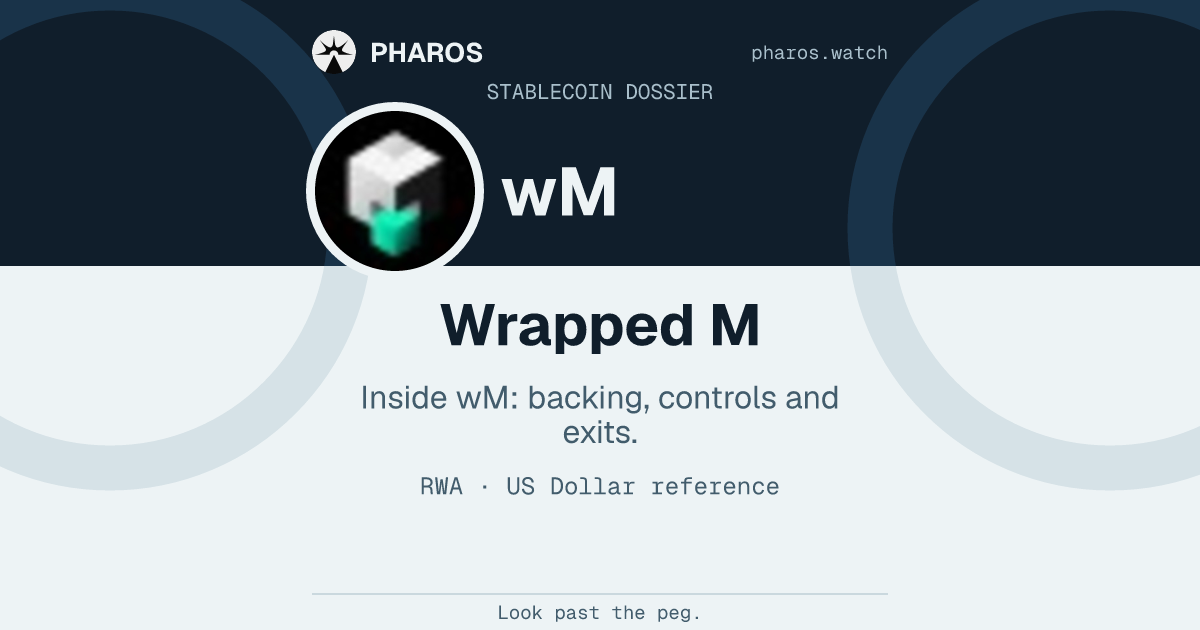 PHAROS
pharos.watch
STABLECOIN DOSSIER
wM
Wrapped M
Inside wM: backing, controls and
exits.
RWA · US Dollar reference
Look past the peg.